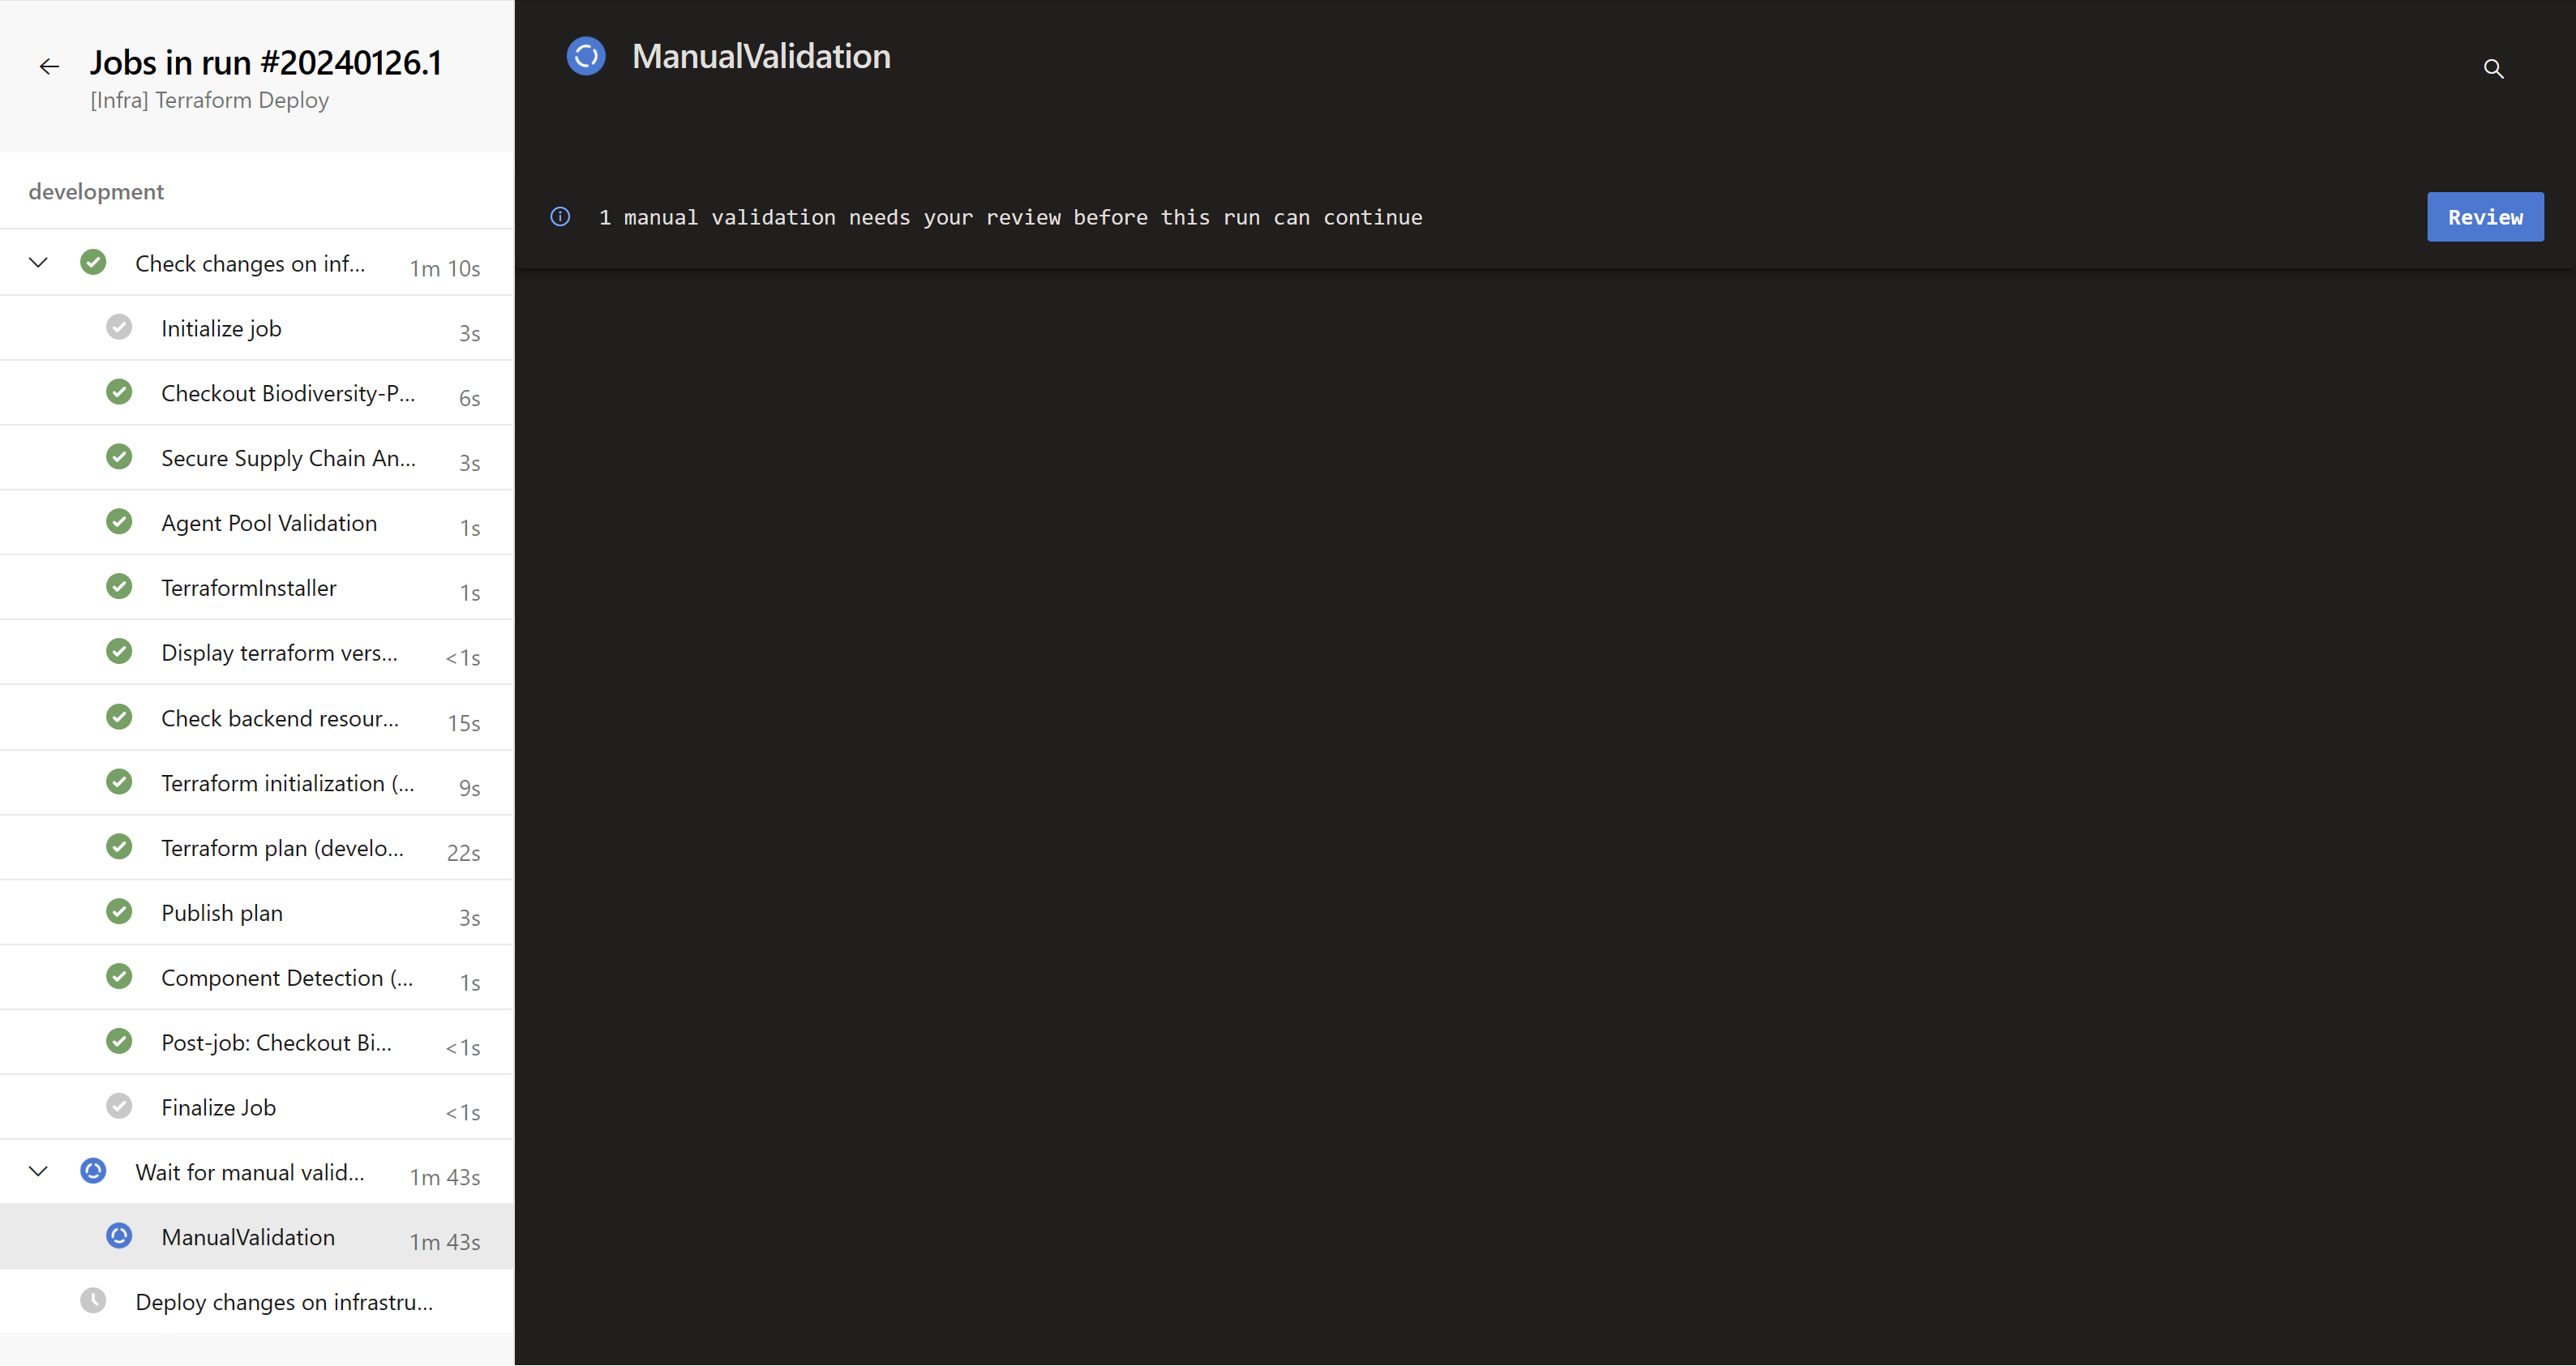 Jobs in run #20240126.1
[Infra] Terraform Deploy
development
Check changes on inf... 1m 10s
Initialize job 3s
Checkout Biodiversity-P... 6s
Secure Supply Chain An... 3s
Agent Pool Validation 1s
TerraformInstaller 1s
Display terraform vers... <1s
Check backend resour... 15s
Terraform initialization (... 9s
Terraform plan (develo... 22s
Publish plan 3s
Component Detection (... 1s
Post-job: Checkout Bi... <1s
Finalize Job <1s
Wait for manual valid... 1m 43s
ManualValidation 1m 43s
Deploy changes on infrastru...
ManualValidation
1 manual validation needs your review before this run can continue
Review